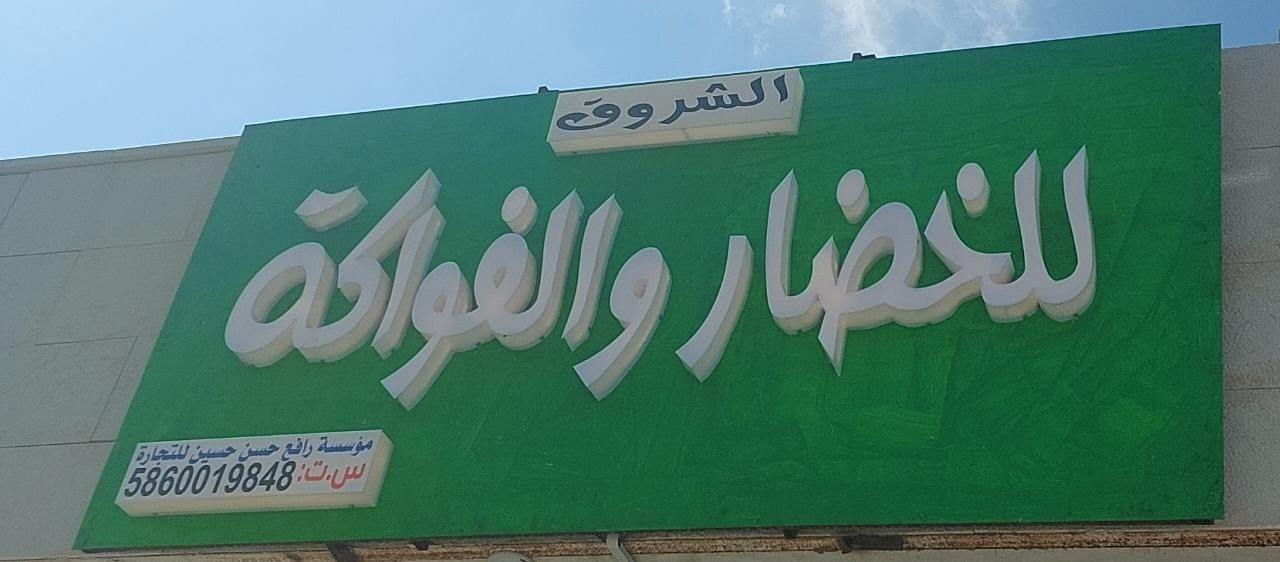 الشروق
للخضار والفواكة
مؤسسة رافع حسن حسين للتجارة
س.ت: 5860019848